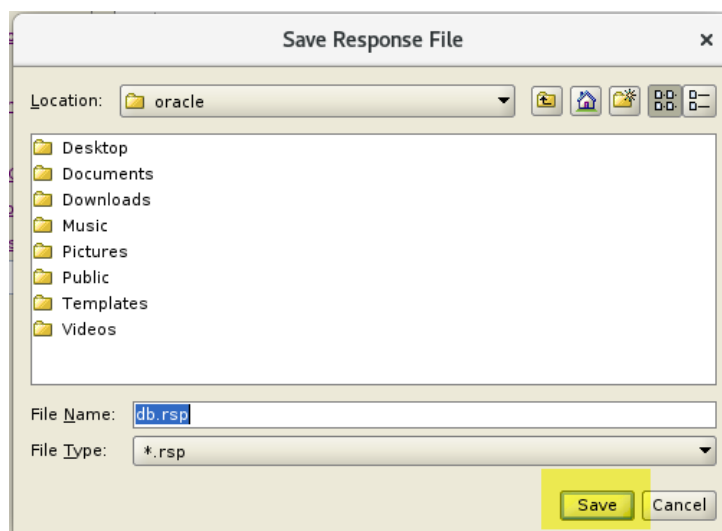 Save Response File
Location: oracle
Desktop
Documents
Downloads
Music
Pictures
Public
Templates
Videos
File Name: db.rsp
File Type: *.rsp
Save Cancel